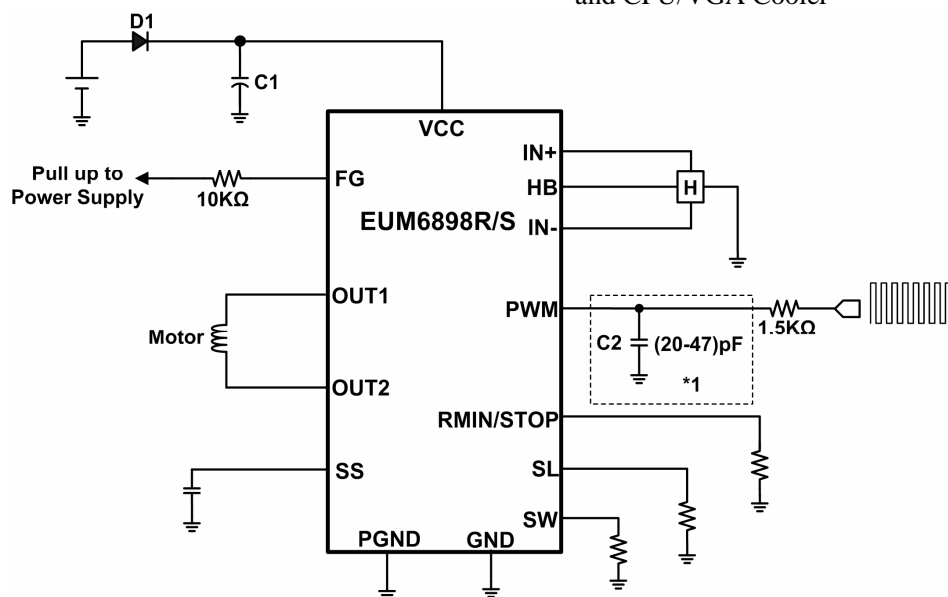 and CPU/VGA Cooler
D1
C1
VCC
Pull up to
Power Supply
10KΩ
FG
IN+
HB
H
IN-
EUM6898R/S
OUT1
Motor
OUT2
PWM
1.5KΩ
C2
(20-47)pF
*1
RMIN/STOP
SS
SL
SW
PGND
GND